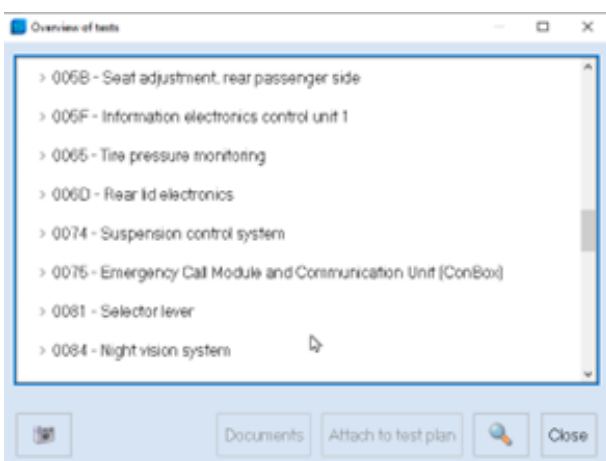 Overview of tests
> 005B - Seat adjustment, rear passenger side
> 005F - Information electronics control unit 1
> 0065 - Tire pressure monitoring
> 006D - Rear lid electronics
> 0074 - Suspension control system
> 0075 - Emergency Call Module and Communication Unit (ConBox)
> 0081 - Selector lever
> 0084 - Night vision system
Documents
Attach to test plan
Close